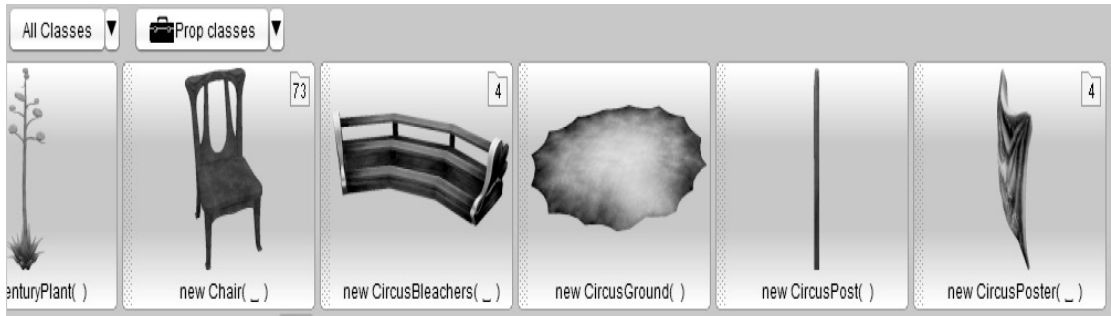 All Classes
Prop classes
73
4
4
enturyPlant( )
new Chair( _ )
new CircusBleachers( _ )
new CircusGround( )
new CircusPost( )
new CircusPoster( _ )